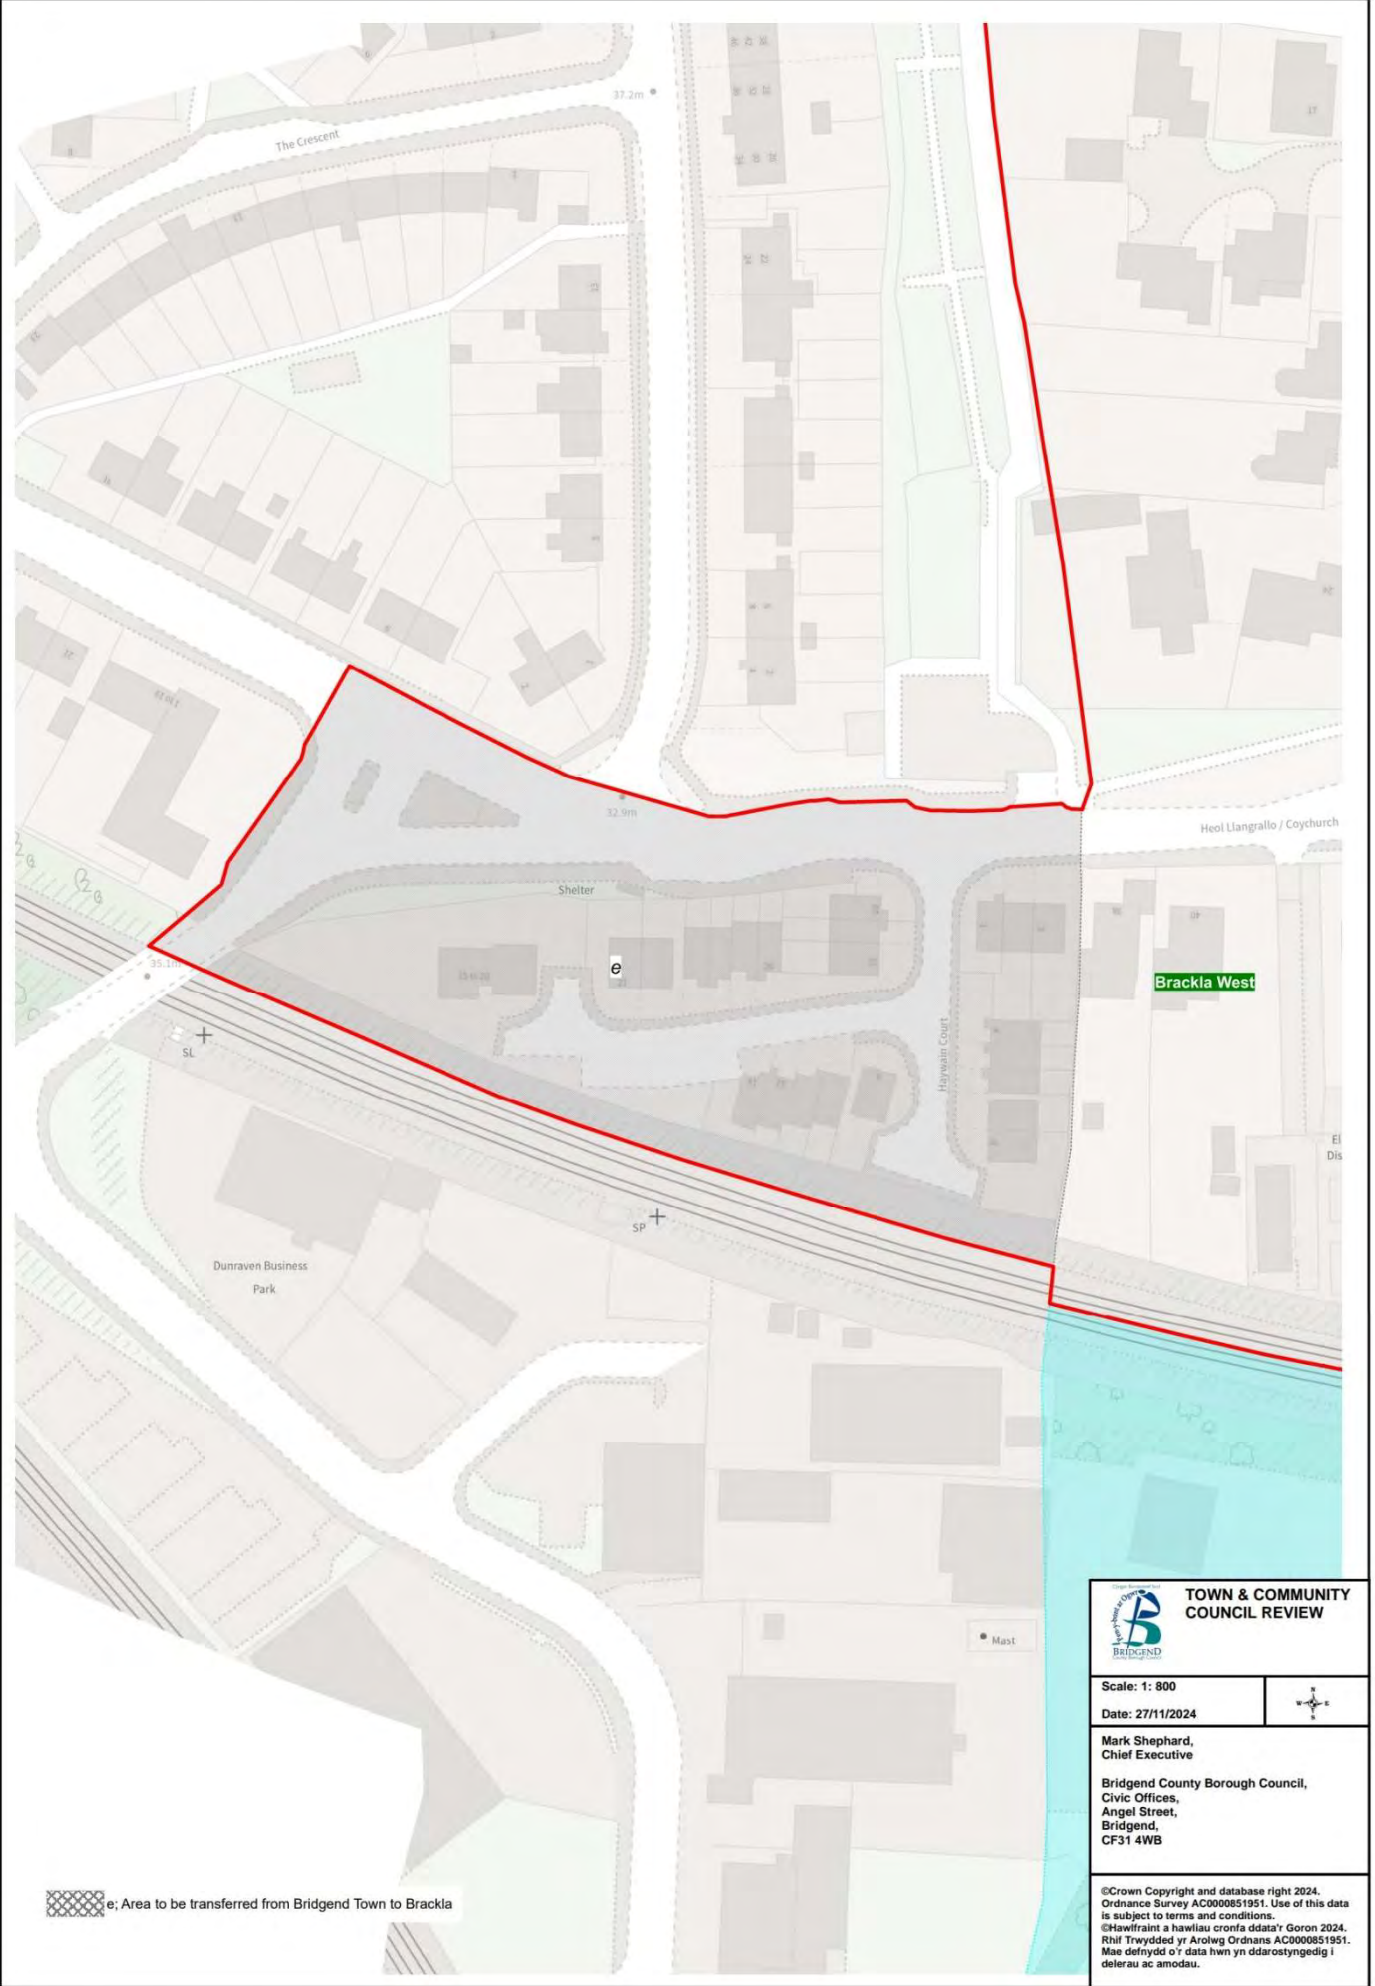 37.2m
The Crescent
32.9m
Heol Llangrallo / Coychurch
Shelter
e
35.1m
Brackla West
Haywain Court
SL
El
Dis
SP
Dunraven Business
Park
Mast
TOWN & COMMUNITY
COUNCIL REVIEW
BRIDGEND
Scale: 1: 800
Date: 27/11/2024
N
W E
S
Mark Shephard,
Chief Executive
Bridgend County Borough Council,
Civic Offices,
Angel Street,
Bridgend,
CF31 4WB
e; Area to be transferred from Bridgend Town to Brackla
©Crown Copyright and database right 2024.
Ordnance Survey AC0000851951. Use of this data
is subject to terms and conditions.
©Hawlfraint a hawliau cronfa ddata'r Goron 2024.
Rhif Trwydded yr Arolwg Ordnans AC0000851951.
Mae defnydd o'r data hwn yn ddarostyngedig i
delerau ac amodau.